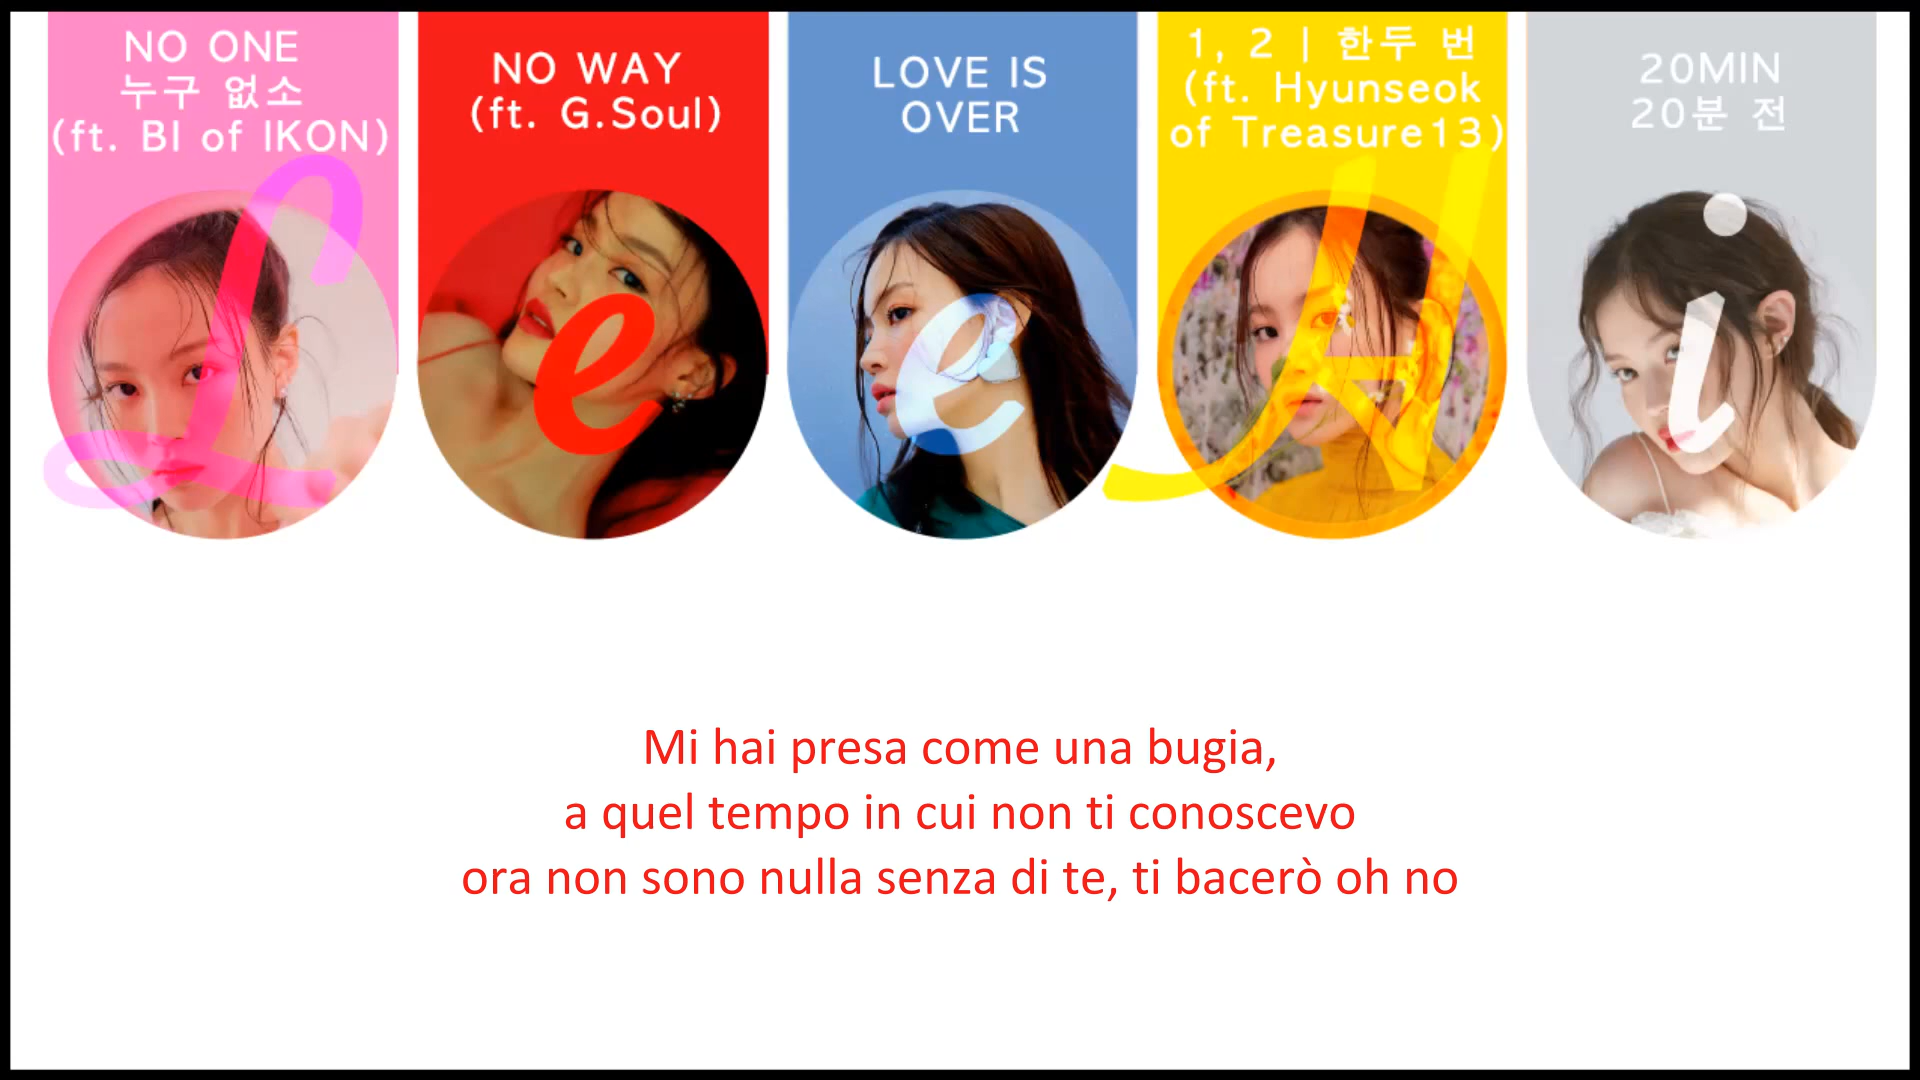 NO ONE
누구 없소
(ft. BI of IKON)
NO WAY
(ft. G.Soul)
LOVE IS
OVER
1, 2 | 한두 번
(ft. Hyunseok
of Treasure13)
20MIN
20분 전
L e e H i
Mi hai presa come una bugia,
a quel tempo in cui non ti conoscevo
ora non sono nulla senza di te, ti bacerò oh no